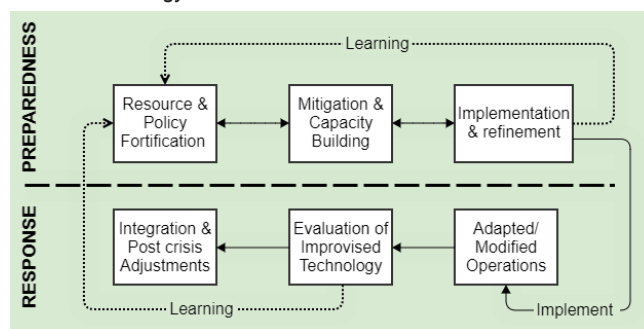 PREPAREDNESS
Learning
Resource &
Policy
Fortification
Mitigation &
Capacity
Building
Implementation
& refinement
RESPONSE
Integration &
Post crisis
Adjustments
Evaluation of
Improvised
Technology
Adapted/
Modified
Operations
Learning
Implement